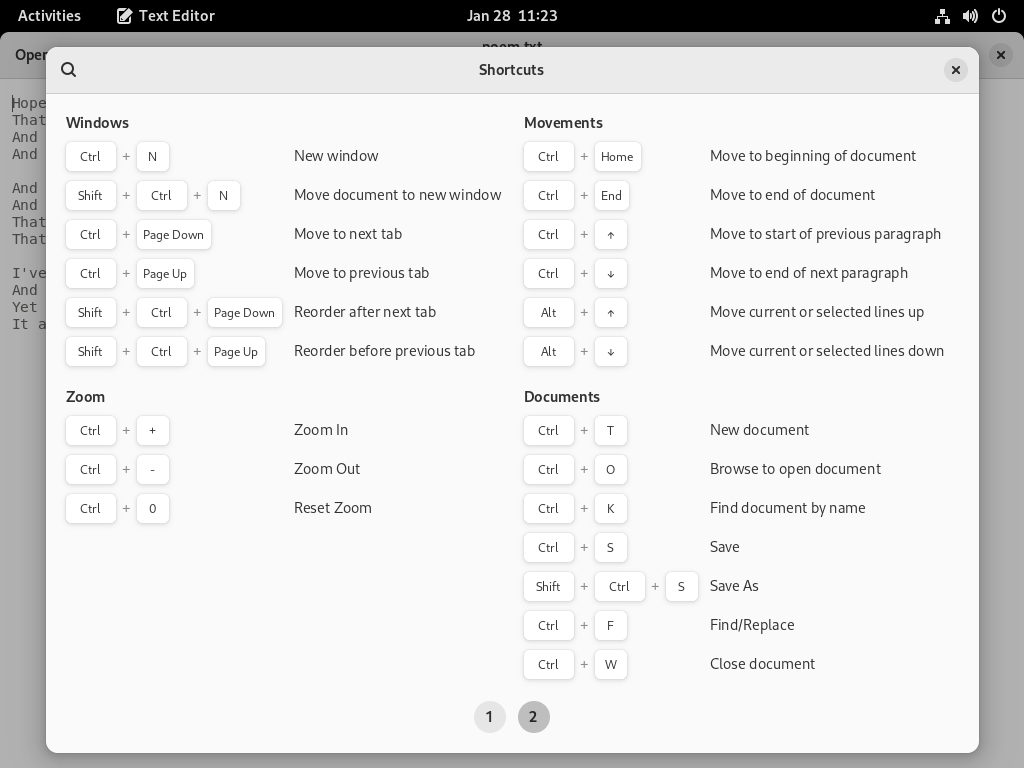 Activities Text Editor Jan 28 11:23
Open
Shortcuts
Windows
Ctrl + N New window
Shift + Ctrl + N Move document to new window
Ctrl + Page Down Move to next tab
Ctrl + Page Up Move to previous tab
Shift + Ctrl + Page Down Reorder after next tab
Shift + Ctrl + Page Up Reorder before previous tab
Zoom
Ctrl + + Zoom In
Ctrl + - Zoom Out
Ctrl + 0 Reset Zoom
Movements
Ctrl + Home Move to beginning of document
Ctrl + End Move to end of document
Ctrl + ↑ Move to start of previous paragraph
Ctrl + ↓ Move to end of next paragraph
Alt + ↑ Move current or selected lines up
Alt + ↓ Move current or selected lines down
Documents
Ctrl + T New document
Ctrl + O Browse to open document
Ctrl + K Find document by name
Ctrl + S Save
Shift + Ctrl + S Save As
Ctrl + F Find/Replace
Ctrl + W Close document
1 2
Hope
That
And
And
And
And
That
That
I've
And
Yet
It a